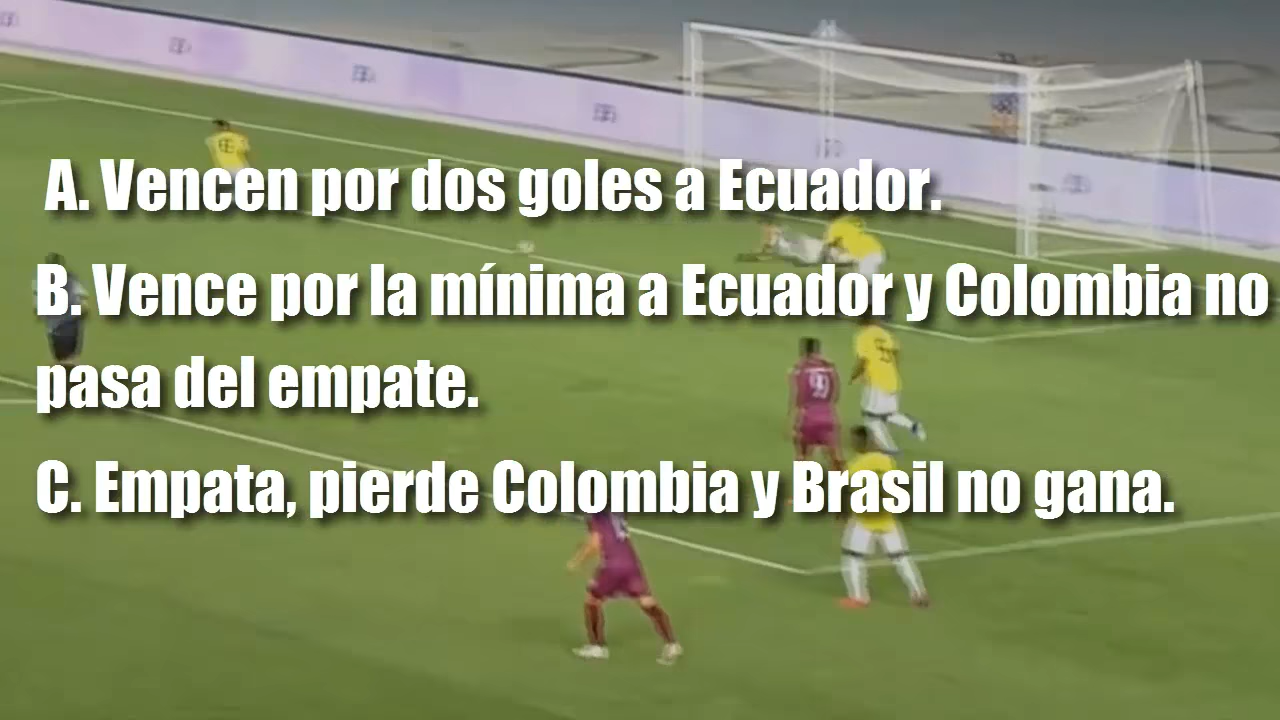 A. Vencen por dos goles a Ecuador.
B. Vence por la mínima a Ecuador y Colombia no
pasa del empate.
C. Empata, pierde Colombia y Brasil no gana.